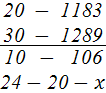 20 – 1183
30 – 1289
10 – 106
24 – 20 – x